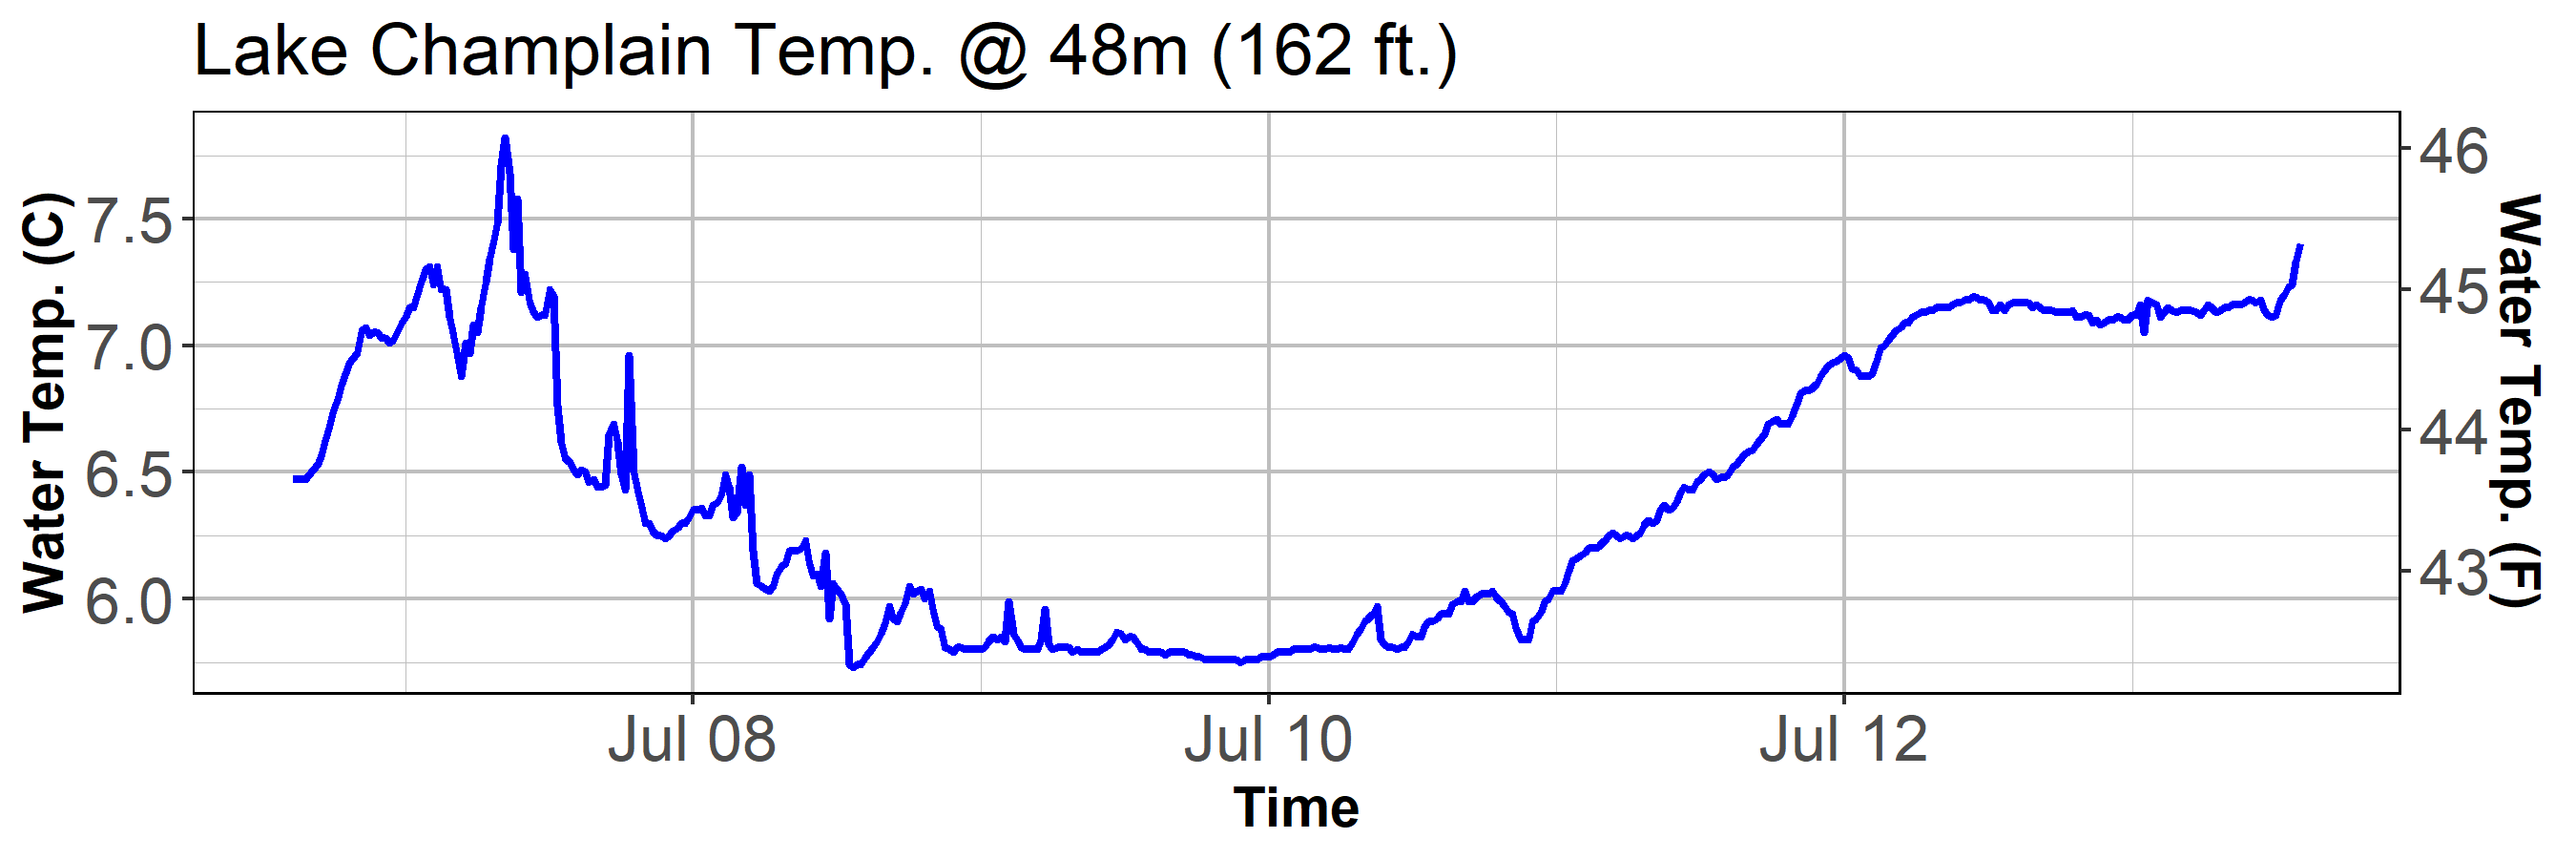 Lake Champlain Temp. @ 48m (162 ft.)
Water Temp. (C)
7.5
7.0
6.5
6.0
46
45
44
43
Water Temp. (F)
Jul 08 Jul 10 Jul 12
Time